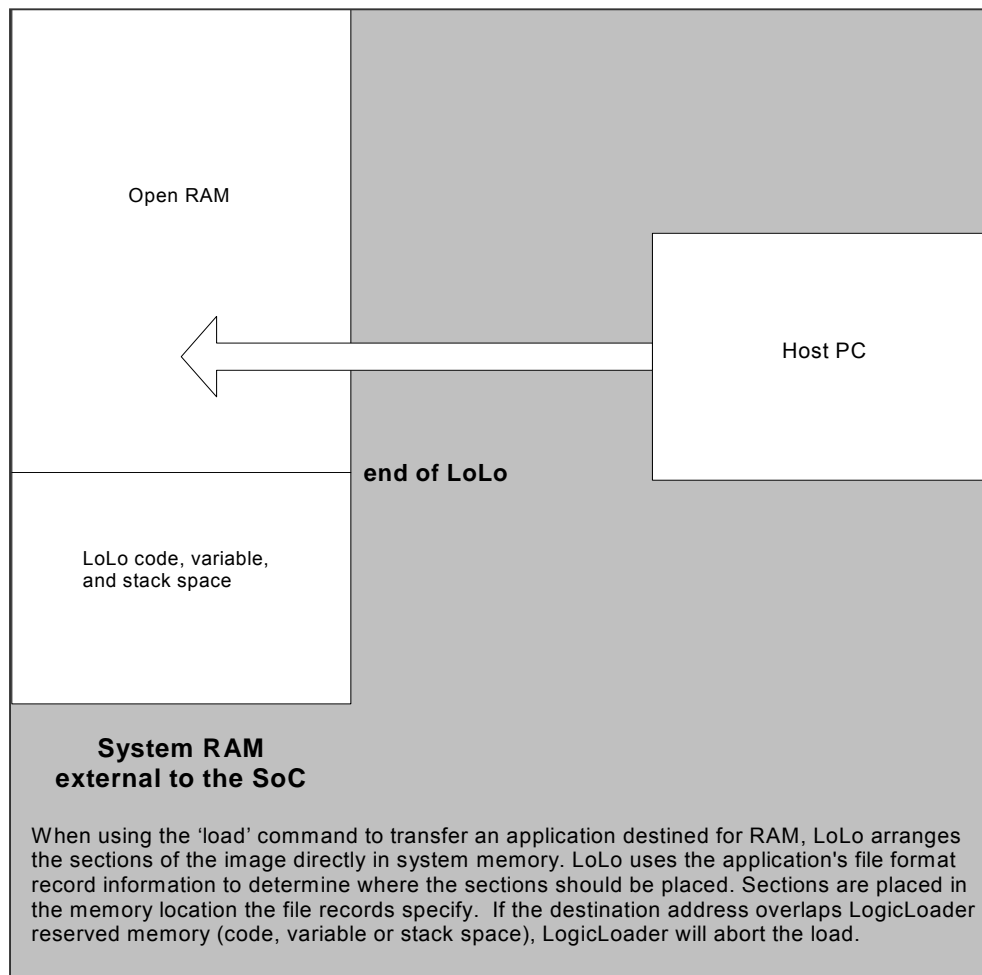 Open RAM
Host PC
end of LoLo
LoLo code, variable,
and stack space
System RAM
external to the SoC
When using the ‘load’ command to transfer an application destined for RAM, LoLo arranges
the sections of the image directly in system memory. LoLo uses the application's file format
record information to determine where the sections should be placed. Sections are placed in
the memory location the file records specify.  If the destination address overlaps LogicLoader
reserved memory (code, variable or stack space), LogicLoader will abort the load.